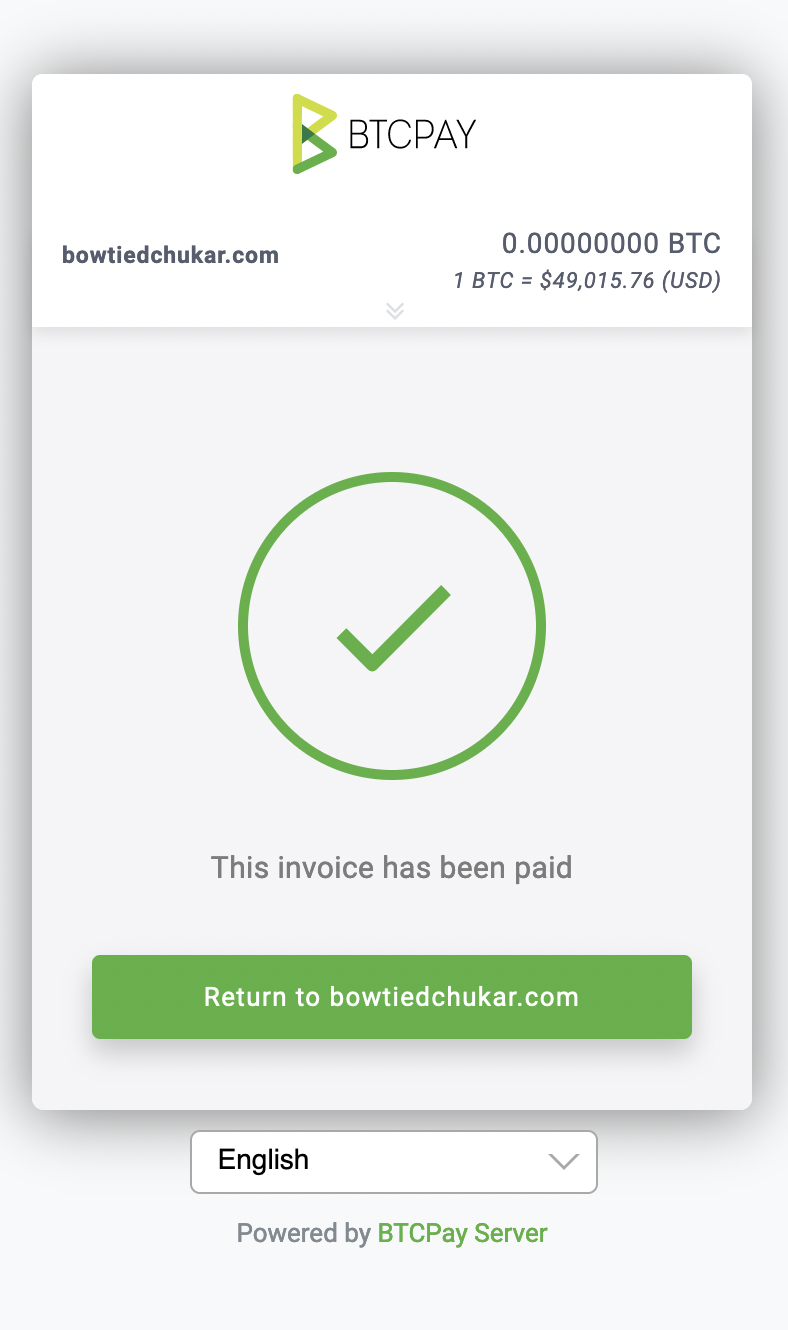 BTCPAY
bowtiedchukar.com
0.00000000 BTC
1 BTC = $49,015.76 (USD)
This invoice has been paid
Return to bowtiedchukar.com
English
Powered by BTCPay Server